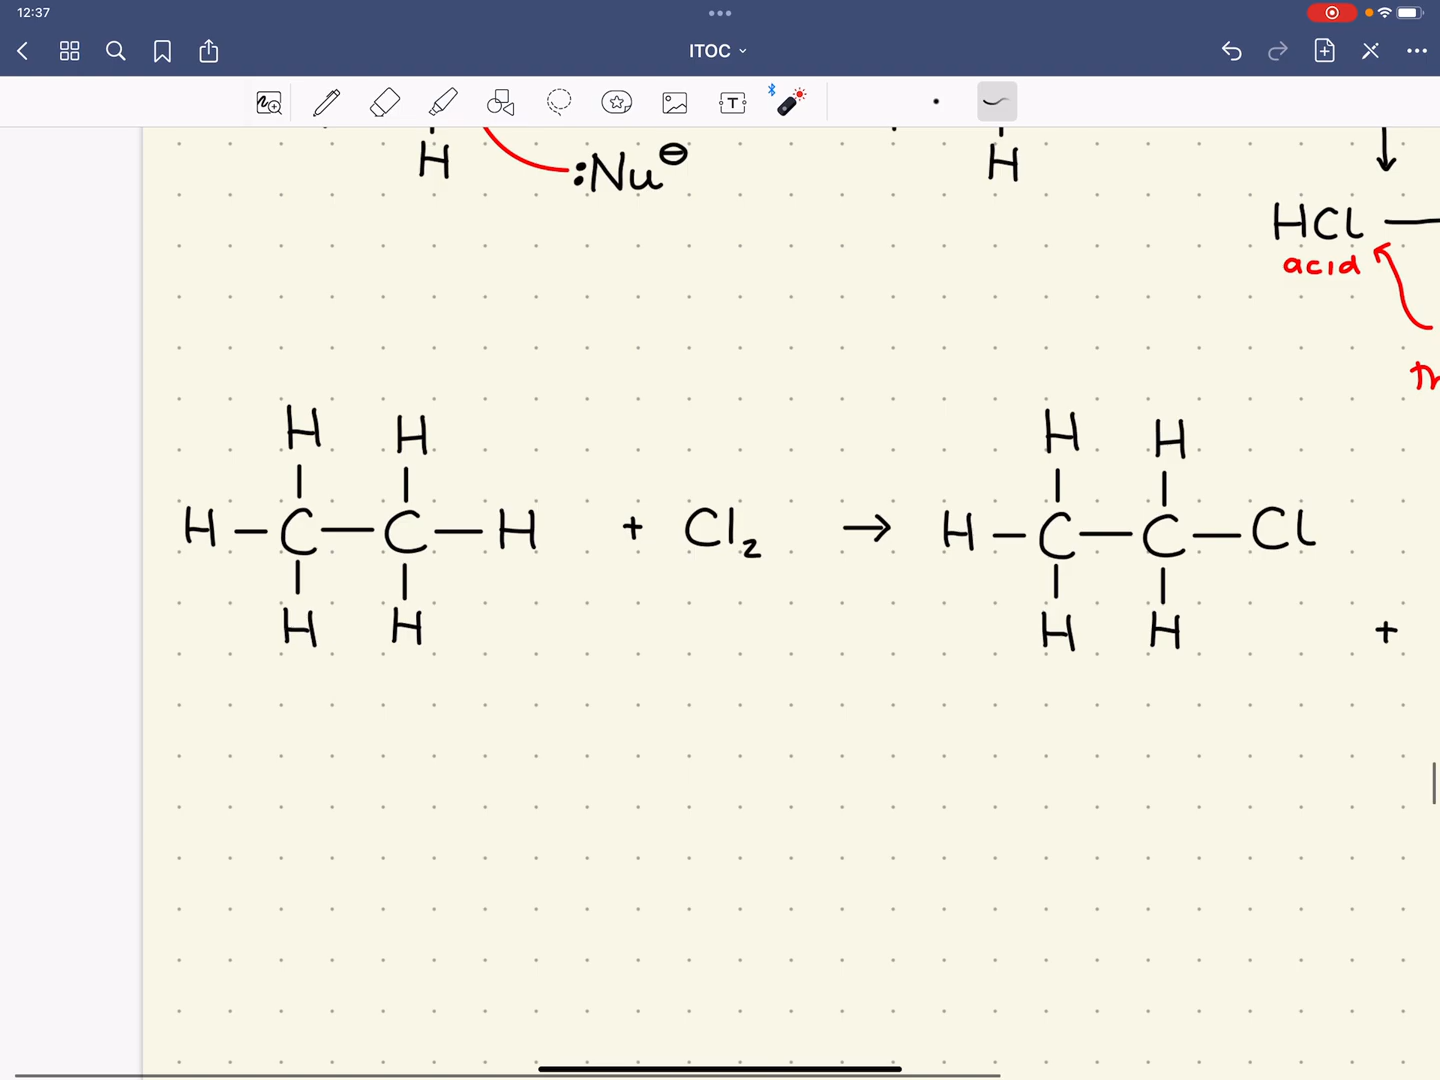 12:37
ITOC
T
H
:Nu⊖
H
HCl —
acid
H H H H
H—C—C—H + Cl₂ → H—C—C—Cl
H H H H +